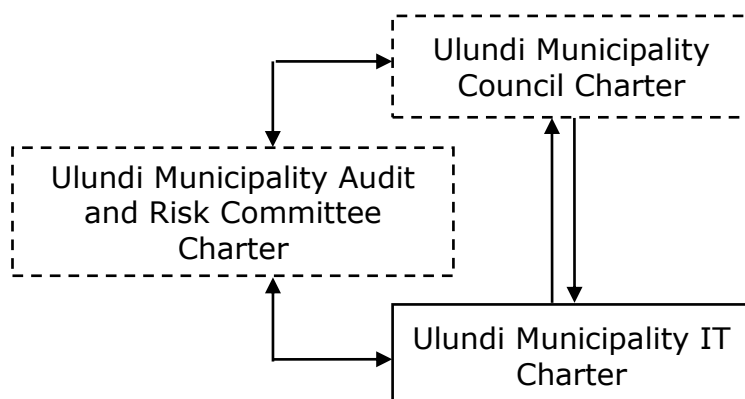 Ulundi Municipality
Council Charter
Ulundi Municipality Audit
and Risk Committee
Charter
Ulundi Municipality IT
Charter